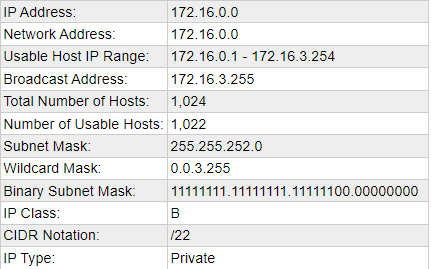 IP Address: 172.16.0.0
Network Address: 172.16.0.0
Usable Host IP Range: 172.16.0.1 - 172.16.3.254
Broadcast Address: 172.16.3.255
Total Number of Hosts: 1,024
Number of Usable Hosts: 1,022
Subnet Mask: 255.255.252.0
Wildcard Mask: 0.0.3.255
Binary Subnet Mask: 11111111.11111111.11111100.00000000
IP Class: B
CIDR Notation: /22
IP Type: Private